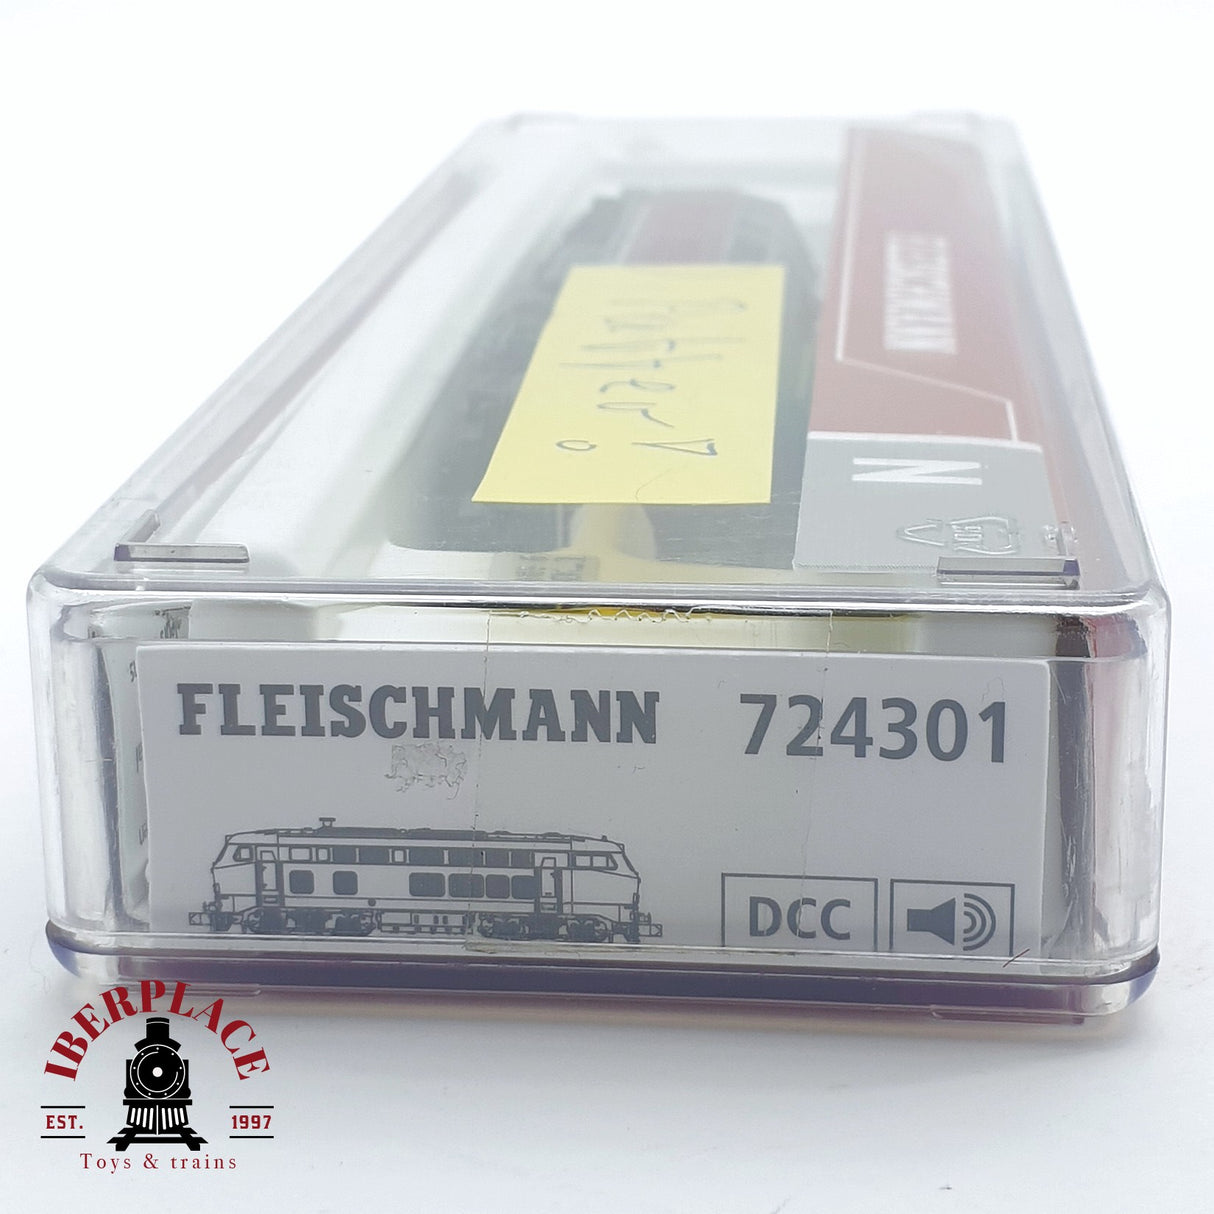 FLEISCHMANN
N
FLEISCHMANN 724301
DCC
IBERPLACE
EST. 1997
Toys & trains